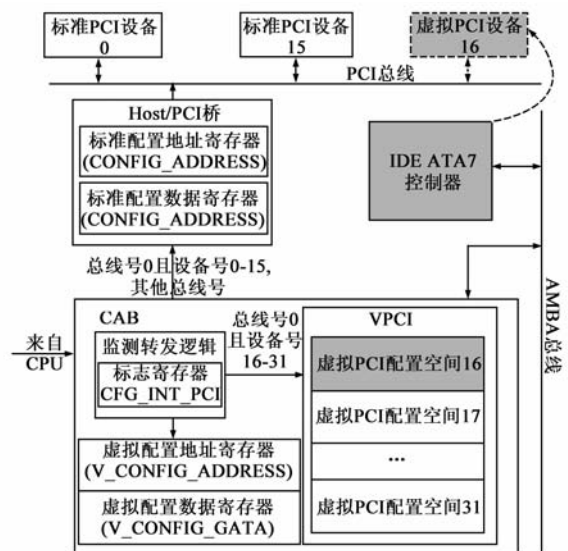 标准PCI设备
0
标准PCI设备
15
虚拟PCI设备
16
PCI总线
Host/PCI桥
标准配置地址寄存器
(CONFIG_ADDRESS)
标准配置数据寄存器
(CONFIG_ADDRESS)
IDE ATA7
控制器
总线号0且设备号0-15,
其他总线号
AMBA总线
来自
CPU
CAB
监测转发逻辑
标志寄存器
CFG_INT_PCI
总线号0
且设备号
16-31
VPCI
虚拟PCI配置空间16
虚拟PCI配置空间17
...
虚拟PCI配置空间31
虚拟配置地址寄存器
(V_CONFIG_ADDRESS)
虚拟配置数据寄存器
(V_CONFIG_GATA)